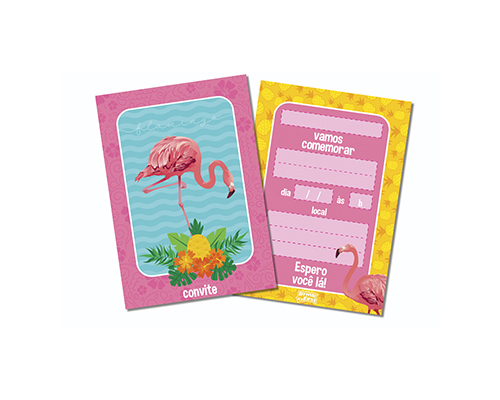 convite
vamos
comemorar
dia / / às h
local
Espero
você lá!